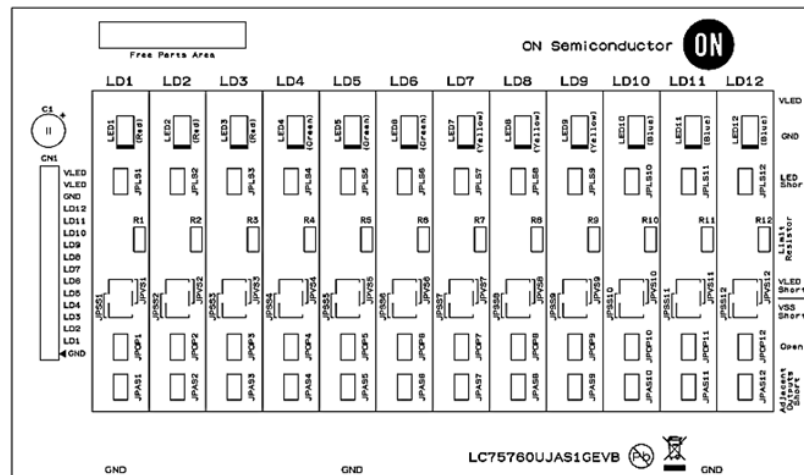 Free Parts Area
ON Semiconductor ON
LD1 LD2 LD3 LD4 LD5 LD6 LD7 LD8 LD9 LD10 LD11 LD12
VLED
C1
LED1 (Red) LED2 (Red) LED3 (Red) LED4 (Green) LED5 (Green) LED6 (Green) LED7 (Yellow) LED8 (Yellow) LED9 (Yellow) LED10 (Blue) LED11 (Blue) LED12 (Blue)
GND
CN1
VLED
VLED
GND
LD12
LD11
LD10
LD9
LD8
LD7
LD6
LD5
LD4
LD3
LD2
LD1
GND
JPLS1 JPLS2 JPLS3 JPLS4 JPLS5 JPLS6 JPLS7 JPLS8 JPLS9 JPLS10 JPLS11 JPLS12
LED Short
R1 R2 R3 R4 R5 R6 R7 R8 R9 R10 R11 R12
Limit Resistor
JPSS1 JPVS1 JPSS2 JPVS2 JPSS3 JPVS3 JPSS4 JPVS4 JPSS5 JPVS5 JPSS6 JPVS6 JPSS7 JPVS7 JPSS8 JPVS8 JPSS9 JPVS9 JPSS10 JPVS10 JPSS11 JPVS11 JPSS12 JPVS12
VLED Short
VSS Short
JPOP1 JPOP2 JPOP3 JPOP4 JPOP5 JPOP6 JPOP7 JPOP8 JPOP9 JPOP10 JPOP11 JPOP12
Open
JPAS1 JPAS2 JPAS3 JPAS4 JPAS5 JPAS6 JPAS7 JPAS8 JPAS9 JPAS10 JPAS11 JPAS12
Adjacent Outputs Short
LC75760UJAS1GEVB Pb
GND GND GND